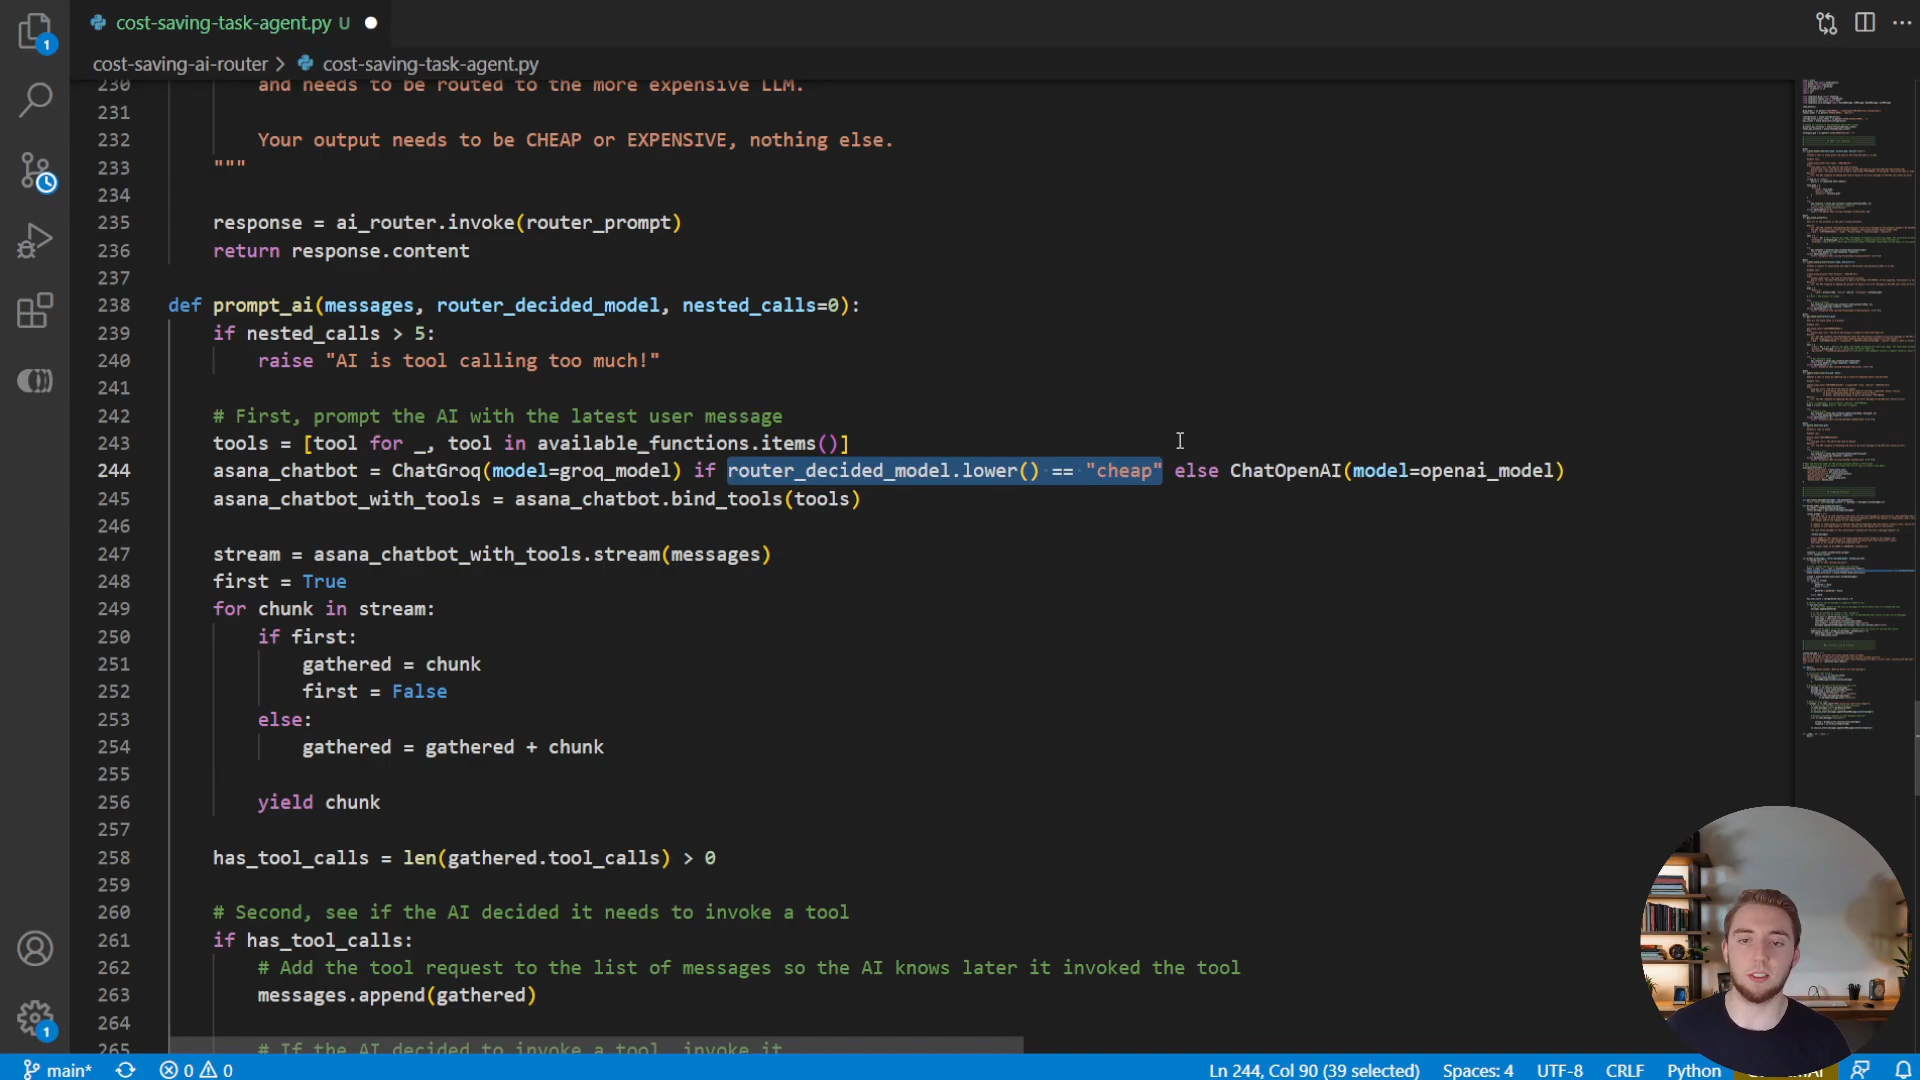 cost-saving-task-agent.py U
cost-saving-ai-router > cost-saving-task-agent.py
230 and needs to be routed to the more expensive LLM.
231
232 Your output needs to be CHEAP or EXPENSIVE, nothing else.
233 """
234
235 response = ai_router.invoke(router_prompt)
236 return response.content
237
238 def prompt_ai(messages, router_decided_model, nested_calls=0):
239 if nested_calls > 5:
240 raise "AI is tool calling too much!"
241
242 # First, prompt the AI with the latest user message
243 tools = [tool for _, tool in available_functions.items()]
244 asana_chatbot = ChatGroq(model=groq_model) if router_decided_model.lower() == "cheap" else ChatOpenAI(model=openai_model)
245 asana_chatbot_with_tools = asana_chatbot.bind_tools(tools)
246
247 stream = asana_chatbot_with_tools.stream(messages)
248 first = True
249 for chunk in stream:
250 if first:
251 gathered = chunk
252 first = False
253 else:
254 gathered = gathered + chunk
255
256 yield chunk
257
258 has_tool_calls = len(gathered.tool_calls) > 0
259
260 # Second, see if the AI decided it needs to invoke a tool
261 if has_tool_calls:
262 # Add the tool request to the list of messages so the AI knows later it invoked the tool
263 messages.append(gathered)
264
265 # If the AI decided to invoke a tool, invoke it
1
1
main* 0 0 Ln 244, Col 90 (39 selected) Spaces: 4 UTF-8 CRLF Python